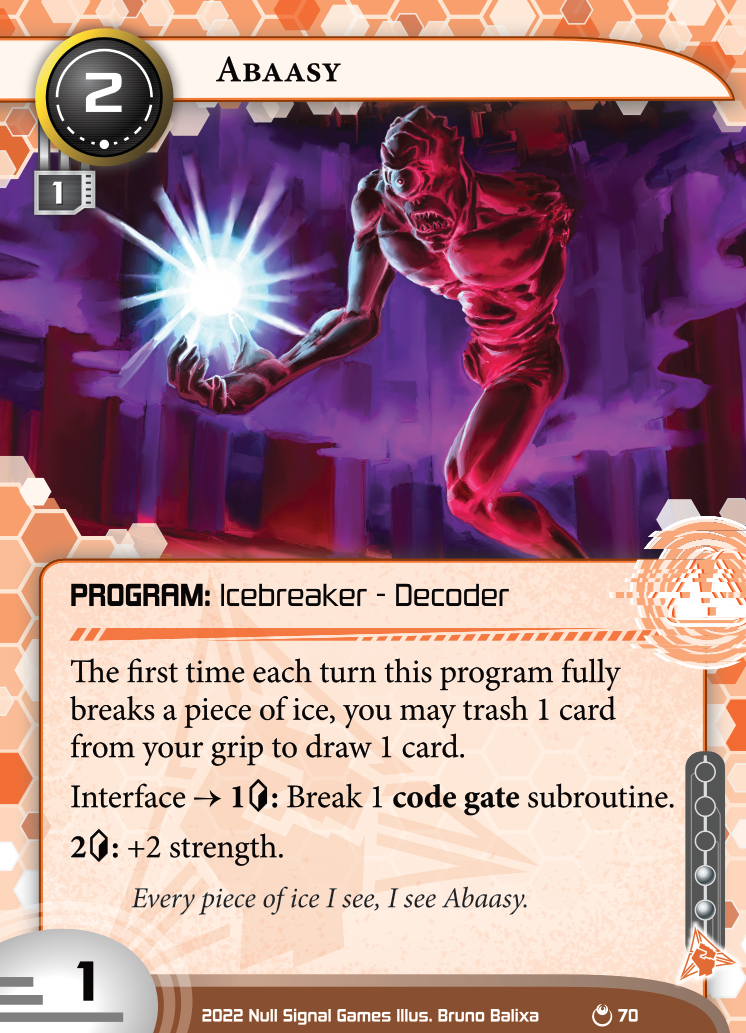 2
Abaasy
1
PROGRAM: Icebreaker - Decoder
The first time each turn this program fully
breaks a piece of ice, you may trash 1 card
from your grip to draw 1 card.
Interface → 1: Break 1 code gate subroutine.
2: +2 strength.
Every piece of ice I see, I see Abaasy.
1
2022 Null Signal Games Illus. Bruno Balixa
70